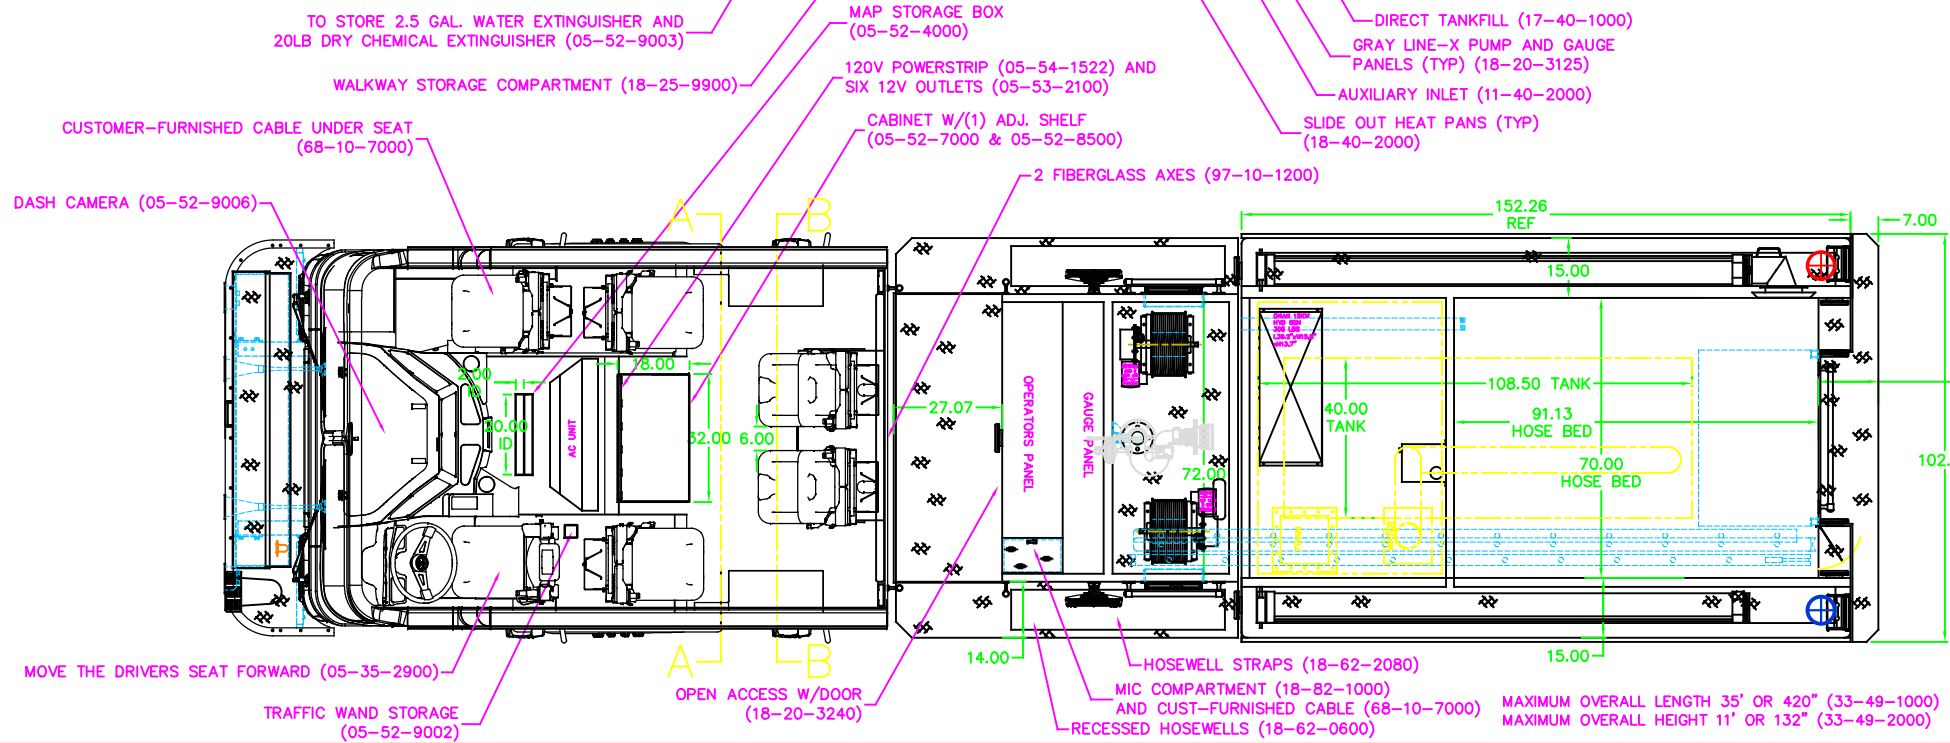 TO STORE 2.5 GAL. WATER EXTINGUISHER AND
20LB DRY CHEMICAL EXTINGUISHER (05-52-9003)
MAP STORAGE BOX
(05-52-4000)
DIRECT TANKFILL (17-40-1000)
GRAY LINE-X PUMP AND GAUGE
PANELS (TYP) (18-20-3125)
WALKWAY STORAGE COMPARTMENT (18-25-9900)
120V POWERSTRIP (05-54-1522) AND
SIX 12V OUTLETS (05-53-2100)
AUXILIARY INLET (11-40-2000)
CUSTOMER-FURNISHED CABLE UNDER SEAT
(68-10-7000)
CABINET W/(1) ADJ. SHELF
(05-52-7000 & 05-52-8500)
SLIDE OUT HEAT PANS (TYP)
(18-40-2000)
2 FIBERGLASS AXES (97-10-1200)
DASH CAMERA (05-52-9006)
A
B
152.26
REF
7.00
15.00
18.00
2.00
ID
20.00
ID
AC UNIT
32.00
6.00
27.07
OPERATORS PANEL
GAUGE PANEL
72.00
108.50 TANK
40.00
TANK
91.13
HOSE BED
70.00
HOSE BED
102.
A
B
14.00
15.00
MOVE THE DRIVERS SEAT FORWARD (05-35-2900)
TRAFFIC WAND STORAGE
(05-52-9002)
OPEN ACCESS W/DOOR
(18-20-3240)
HOSEWELL STRAPS (18-62-2080)
MIC COMPARTMENT (18-82-1000)
AND CUST-FURNISHED CABLE (68-10-7000)
RECESSED HOSEWELLS (18-62-0600)
MAXIMUM OVERALL LENGTH 35' OR 420" (33-49-1000)
MAXIMUM OVERALL HEIGHT 11' OR 132" (33-49-2000)